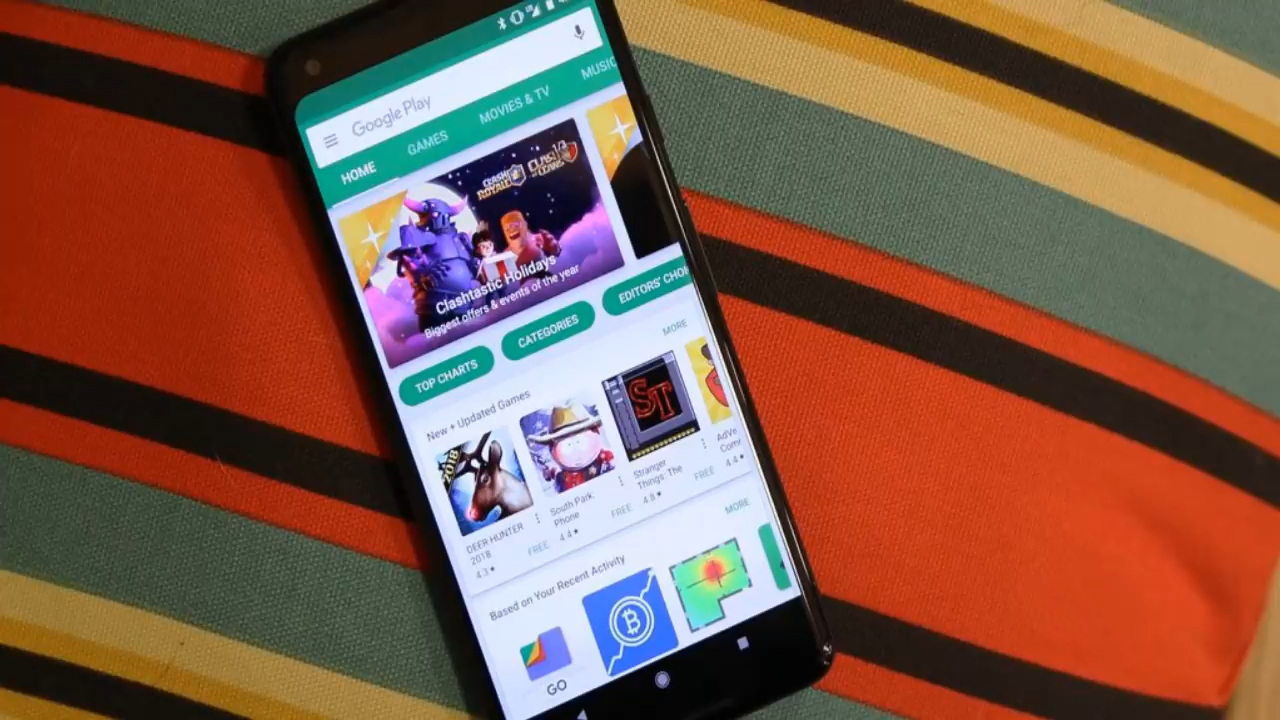 Google Play
HOME GAMES MOVIES & TV MUSIC
CLASH ROYALE CLASH OF CLANS
Clashtastic Holidays
Biggest offers & events of the year
TOP CHARTS CATEGORIES EDITORS' CHOI
New + Updated Games MORE
2018
ST
DEER HUNTER
2018
4.3 FREE
South Park:
Phone
4.4 FREE
Stranger
Things: The
4.6 FREE
AdVe
Comm
4.4
Based on Your Recent Activity MORE
GO